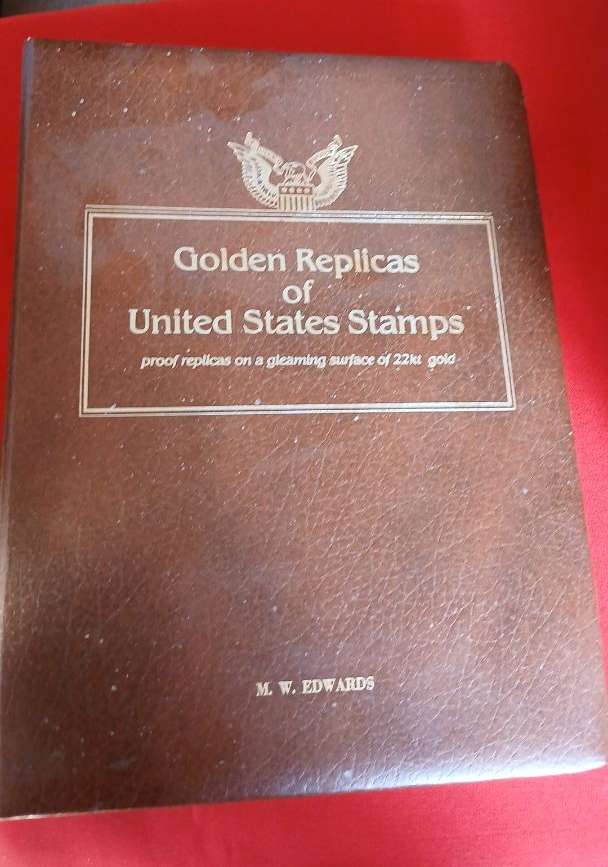 Golden Replicas
of
United States Stamps
proof replicas on a gleaming surface of 22kt gold
M. W. EDWARDS